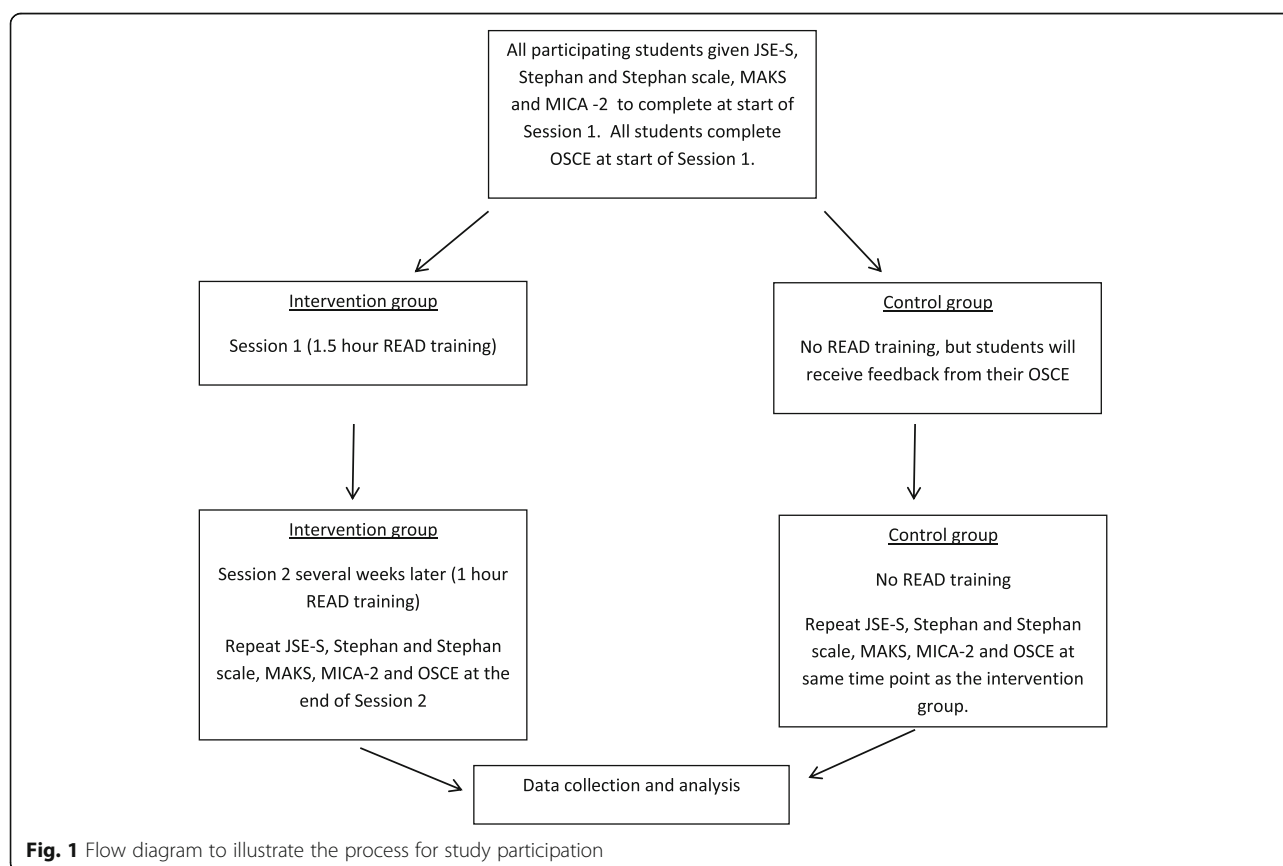 All participating students given JSE-S,
Stephan and Stephan scale, MAKS
and MICA -2 to complete at start of
Session 1. All students complete
OSCE at start of Session 1.
Intervention group
Session 1 (1.5 hour READ training)
Control group
No READ training, but students will
receive feedback from their OSCE
Intervention group
Session 2 several weeks later (1 hour
READ training)
Repeat JSE-S, Stephan and Stephan
scale, MAKS, MICA-2 and OSCE at the
end of Session 2
Control group
No READ training
Repeat JSE-S, Stephan and Stephan
scale, MAKS, MICA-2 and OSCE at
same time point as the intervention
group.
Data collection and analysis
Fig. 1 Flow diagram to illustrate the process for study participation